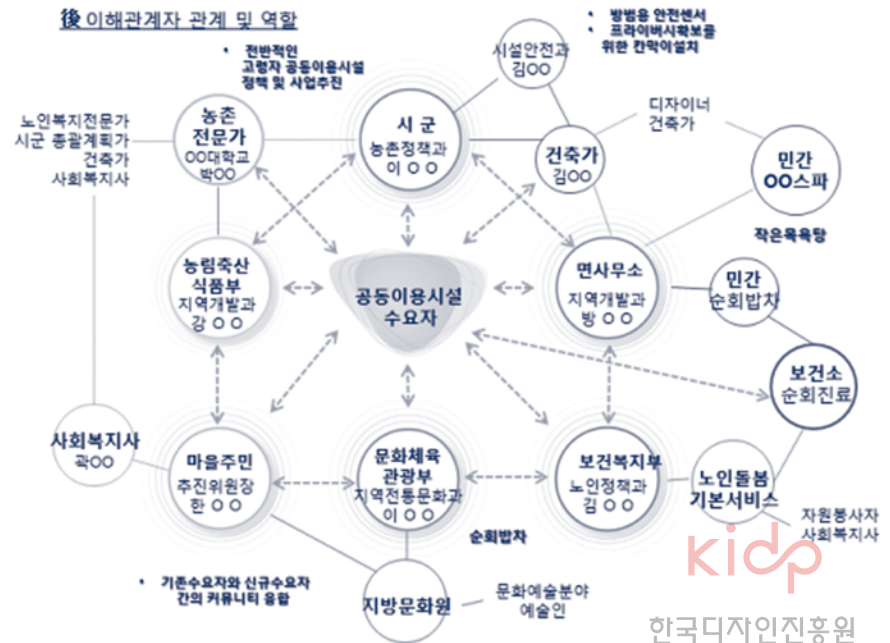 後 이해관계자 관계 및 역할
• 전반적인
고령자 공동이용시설
정책 및 사업추진
• 방범용 안전센서
• 프라이버시확보를
위한 칸막이설치
시설안전과
김○○
노인복지전문가
시군 총괄계획가
건축가
사회복지사
농촌
전문가
○○대학교
박○○
시 군
농촌정책과
이 ○ ○
건축가
김○○
디자이너
건축가
민간
○○스파
작은목욕탕
농림축산
식품부
지역개발과
강 ○ ○
공동이용시설
수요자
면사무소
지역개발과
방 ○ ○
민간
순회밥차
보건소
순회진료
사회복지사
곽○○
마을주민
추진위원장
한 ○ ○
문화체육
관광부
지역전통문화과
이 ○ ○
보건복지부
노인정책과
김 ○ ○
노인돌봄
기본서비스
자원봉사자
사회복지사
순회밥차
• 기존수요자와 신규수요자
간의 커뮤니티 융합
지방문화원
문화예술분야
예술인
kidp
한국디자인진흥원